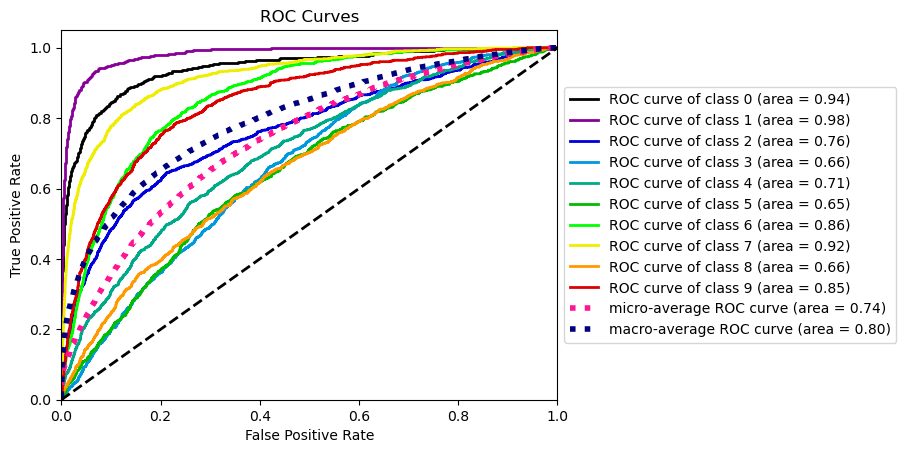 ROC Curves
True Positive Rate
1.0
0.8
0.6
0.4
0.2
0.0
0.0 0.2 0.4 0.6 0.8 1.0
False Positive Rate
ROC curve of class 0 (area = 0.94)
ROC curve of class 1 (area = 0.98)
ROC curve of class 2 (area = 0.76)
ROC curve of class 3 (area = 0.66)
ROC curve of class 4 (area = 0.71)
ROC curve of class 5 (area = 0.65)
ROC curve of class 6 (area = 0.86)
ROC curve of class 7 (area = 0.92)
ROC curve of class 8 (area = 0.66)
ROC curve of class 9 (area = 0.85)
micro-average ROC curve (area = 0.74)
macro-average ROC curve (area = 0.80)